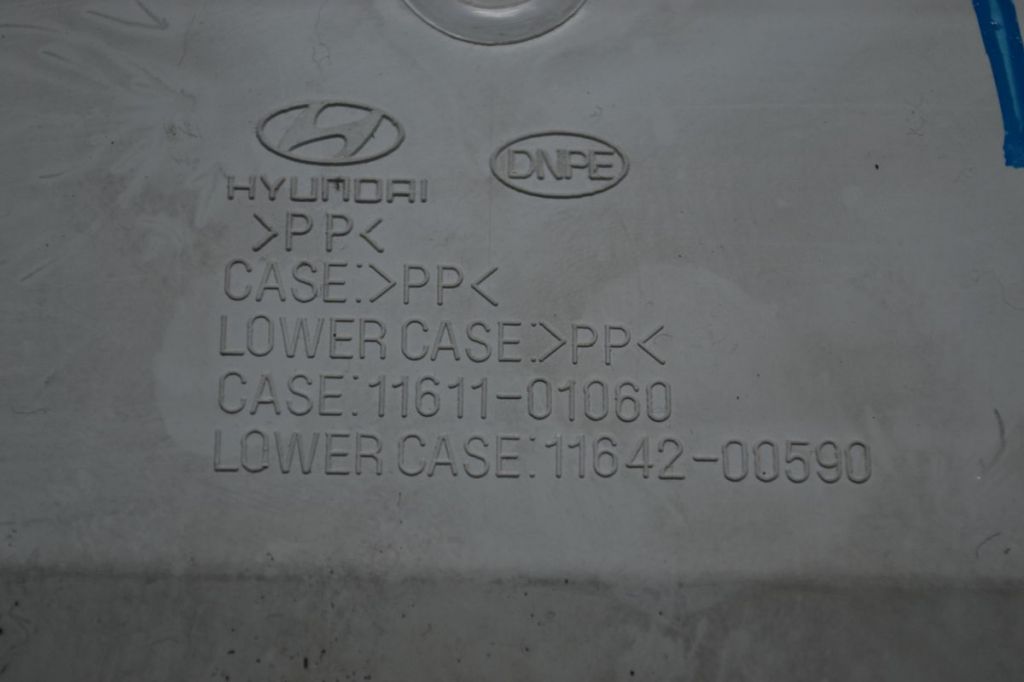 HYUNDAI
DNPE
>PP<
CASE:>PP<
LOWER CASE:>PP<
CASE:11611-01060
LOWER CASE:11642-00590